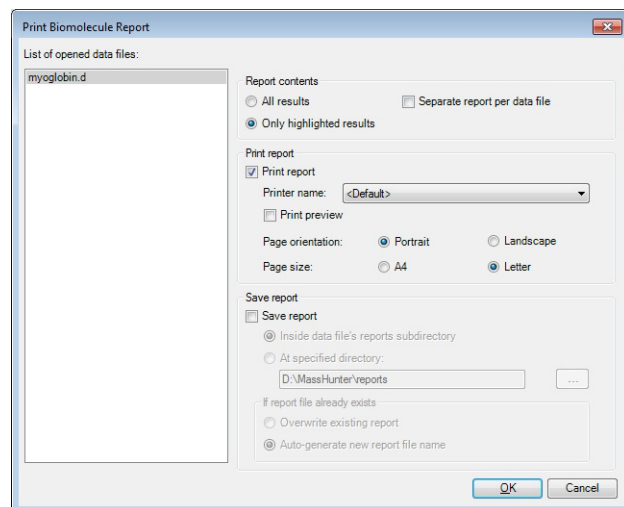 Print Biomolecule Report
List of opened data files:
myoglobin.d
Report contents
All results
Separate report per data file
Only highlighted results
Print report
Print report
Printer name:
<Default>
Print preview
Page orientation:
Portrait
Landscape
Page size:
A4
Letter
Save report
Save report
Inside data file's reports subdirectory
At specified directory:
D:\MassHunter\reports
...
If report file already exists
Overwrite existing report
Auto-generate new report file name
OK
Cancel